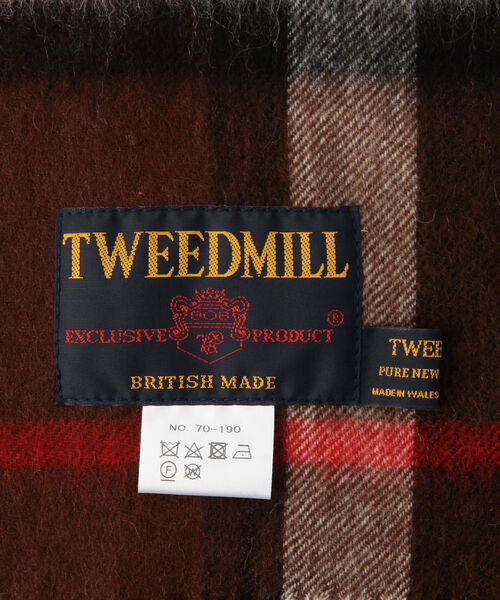 TWEEDMILL
®
EXCLUSIVE PRODUCT
BRITISH MADE
TWEE
PURE NEW
MADE IN WALES
NO. 70-190
F W